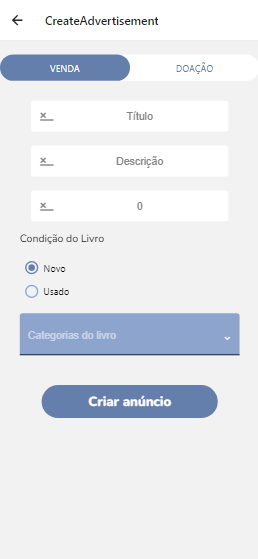 CreateAdvertisement
VENDA DOAÇÃO
Título
Descrição
0
Condição do Livro
Novo
Usado
Categorias do livro
Criar anúncio